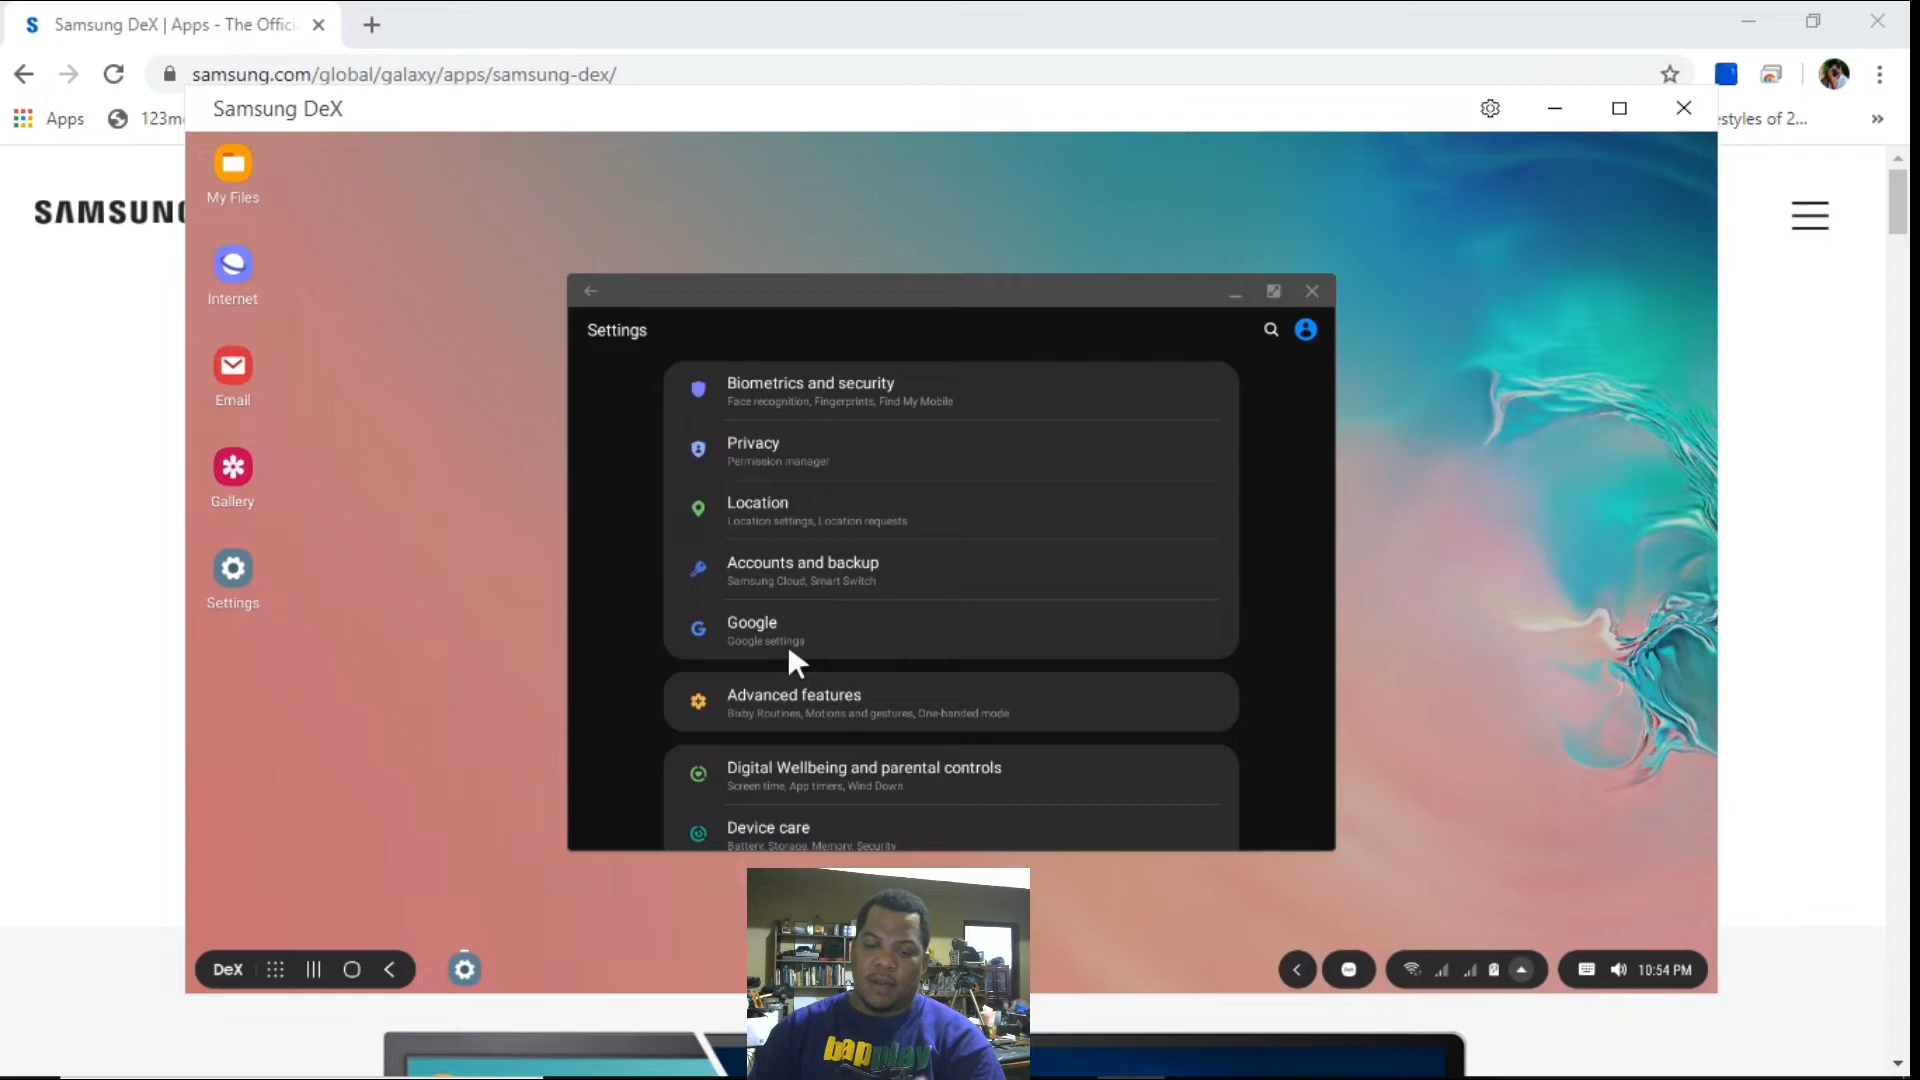 Samsung DeX | Apps - The Offici
samsung.com/global/galaxy/apps/samsung-dex/
Apps
123m
estyles of 2...
Samsung DeX
SAMSUNG
My Files
Internet
Email
Gallery
Settings
Settings
Biometrics and security
Face recognition, Fingerprints, Find My Mobile
Privacy
Permission manager
Location
Location settings, Location requests
Accounts and backup
Samsung Cloud, Smart Switch
Google
Google settings
Advanced features
Bixby Routines, Motions and gestures, One-handed mode
Digital Wellbeing and parental controls
Screen time, App timers, Wind Down
Device care
Battery, Storage, Memory, Security
DeX
10:54 PM
bapplay